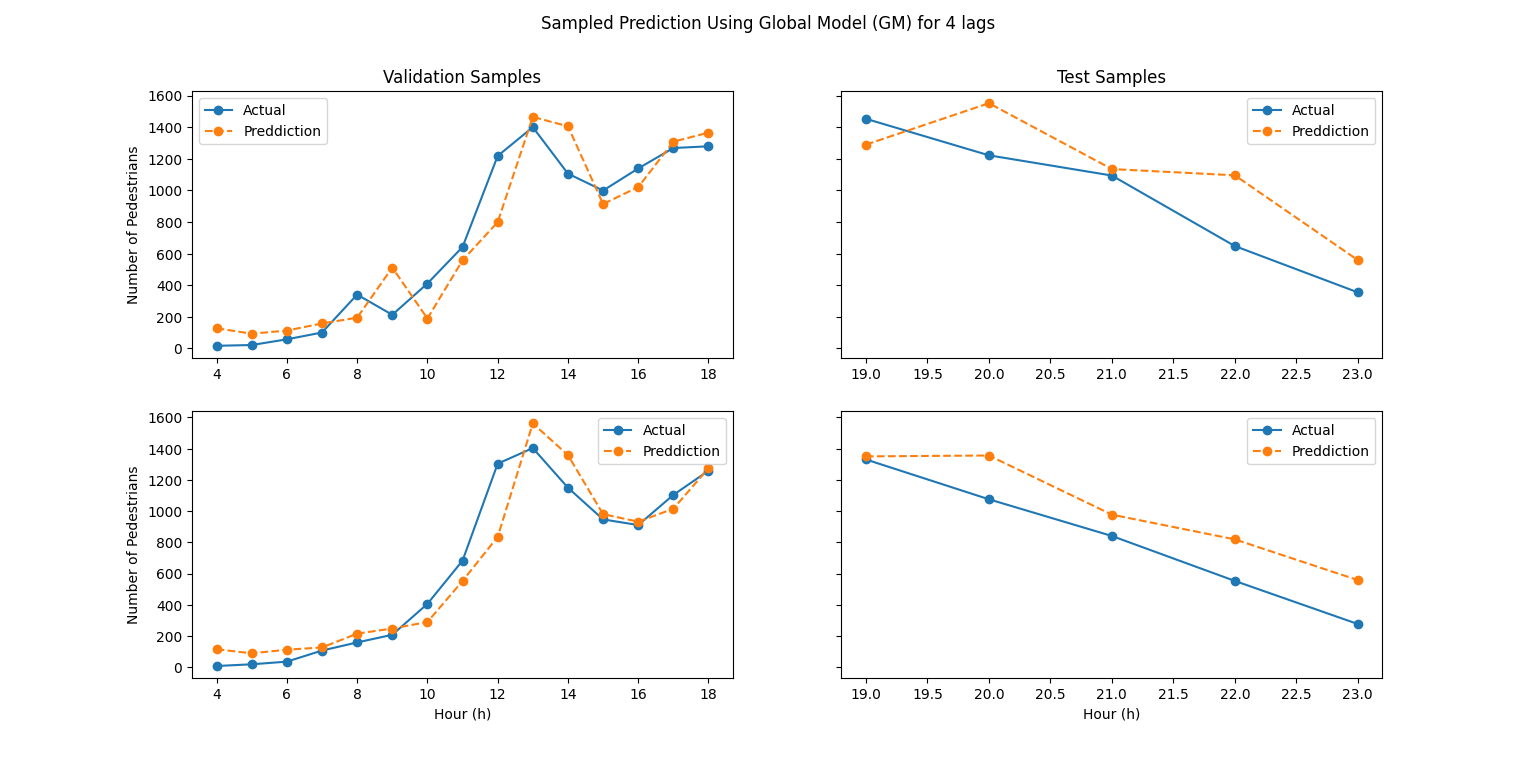 Sampled Prediction Using Global Model (GM) for 4 lags
Validation Samples
Number of Pedestrians
1600
1400
1200
1000
800
600
400
200
0
Actual
Preddiction
4 6 8 10 12 14 16 18
Test Samples
Actual
Preddiction
19.0 19.5 20.0 20.5 21.0 21.5 22.0 22.5 23.0
Number of Pedestrians
1600
1400
1200
1000
800
600
400
200
0
Actual
Preddiction
4 6 8 10 12 14 16 18
Hour (h)
Actual
Preddiction
19.0 19.5 20.0 20.5 21.0 21.5 22.0 22.5 23.0
Hour (h)